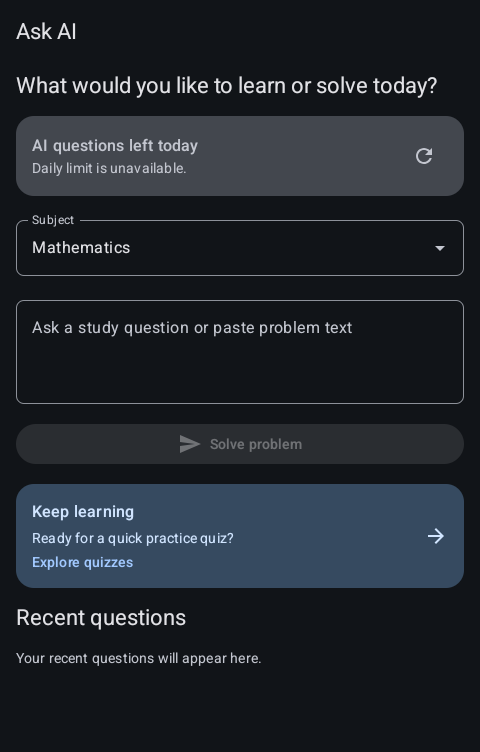 Ask AI
What would you like to learn or solve today?
AI questions left today
Daily limit is unavailable.
Subject
Mathematics
Ask a study question or paste problem text
Solve problem
Keep learning
Ready for a quick practice quiz?
Explore quizzes
Recent questions
Your recent questions will appear here.